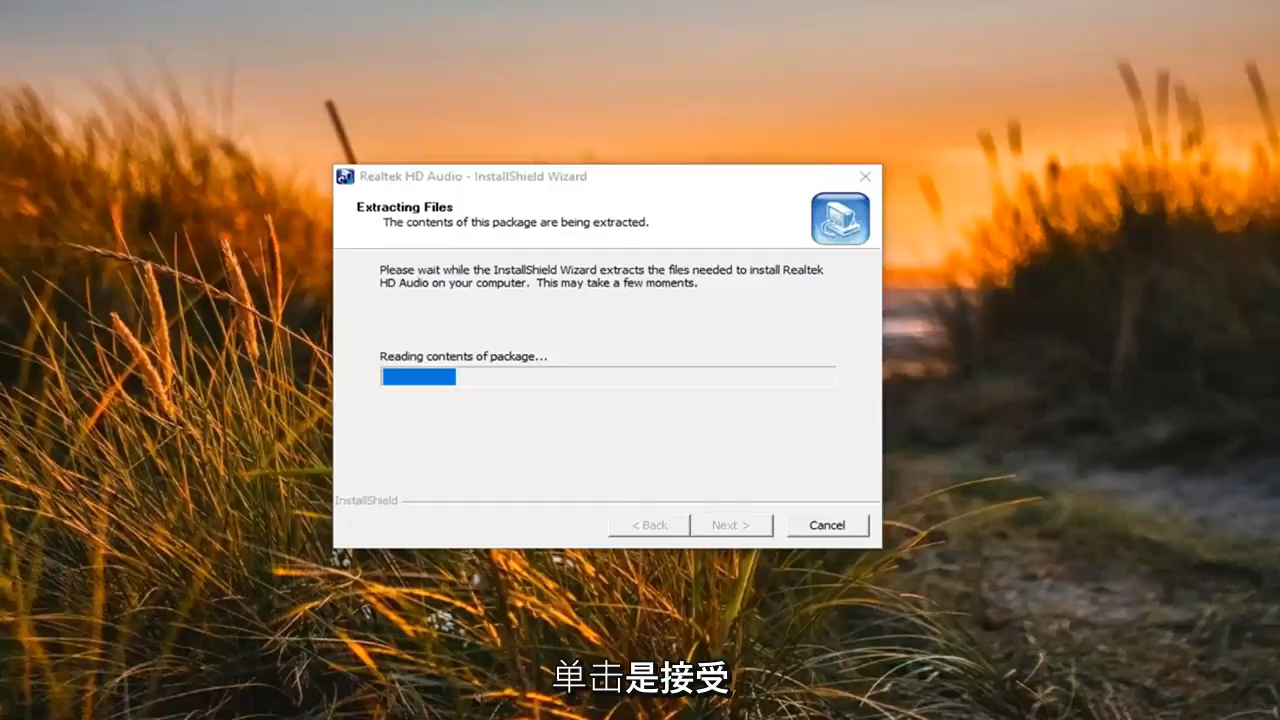 Realtek HD Audio - InstallShield Wizard
Extracting Files
The contents of this package are being extracted.
Please wait while the InstallShield Wizard extracts the files needed to install Realtek
HD Audio on your computer.  This may take a few moments.
Reading contents of package...
InstallShield
< Back
Next >
Cancel
单击是接受